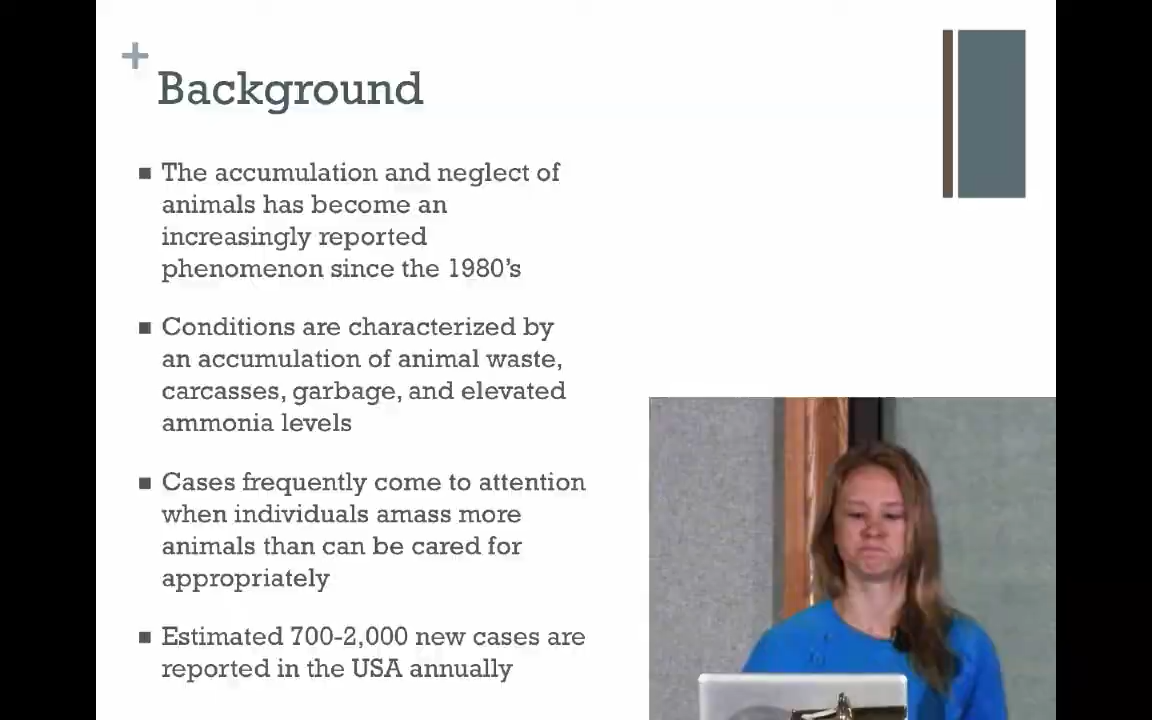 +
Background
■ The accumulation and neglect of
animals has become an
increasingly reported
phenomenon since the 1980's
■ Conditions are characterized by
an accumulation of animal waste,
carcasses, garbage, and elevated
ammonia levels
■ Cases frequently come to attention
when individuals amass more
animals than can be cared for
appropriately
■ Estimated 700-2,000 new cases are
reported in the USA annually